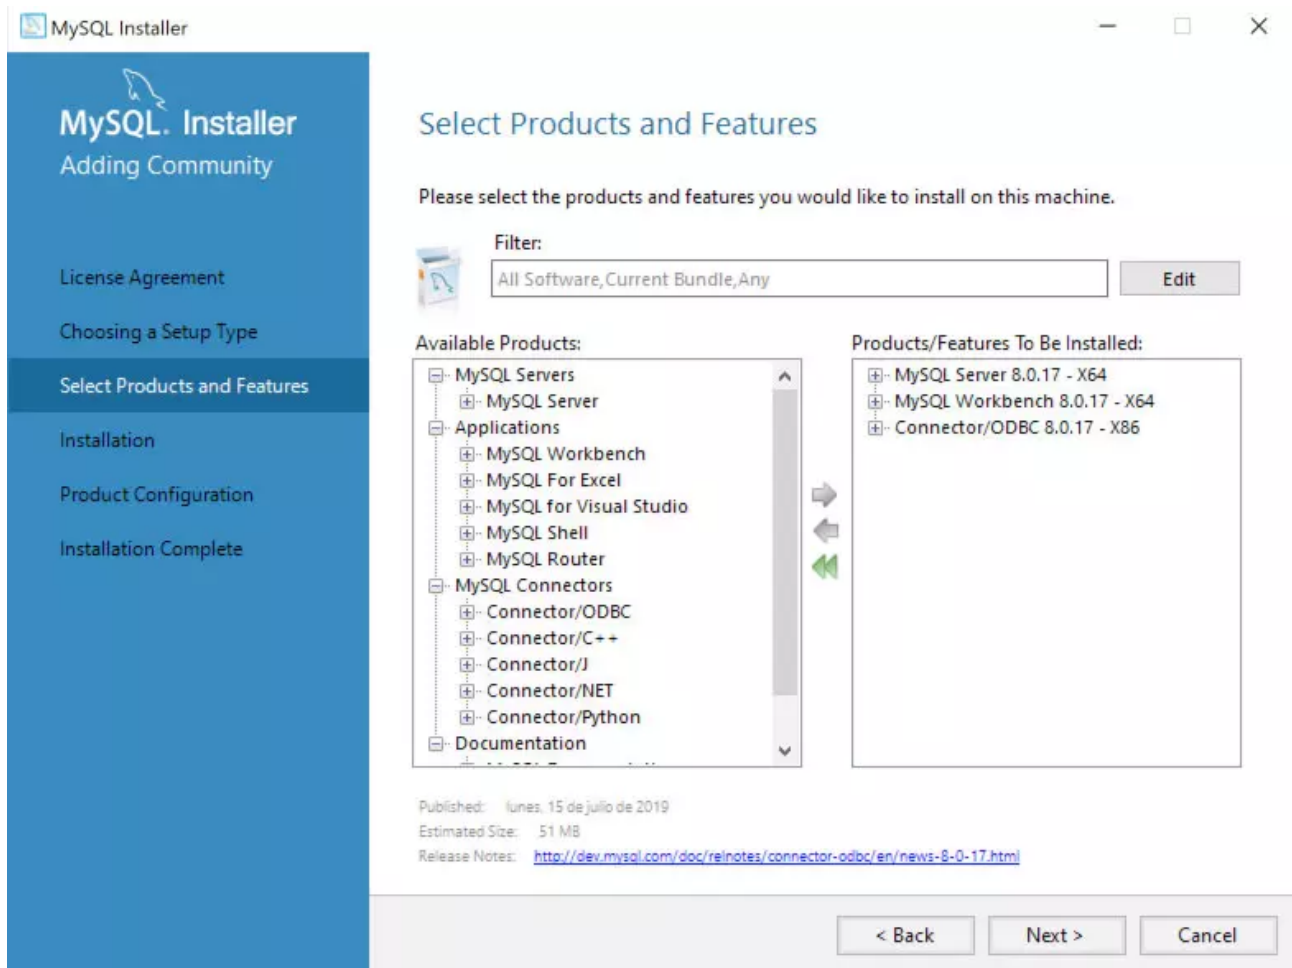 MySQL Installer
MySQL. Installer
Adding Community
License Agreement
Choosing a Setup Type
Select Products and Features
Installation
Product Configuration
Installation Complete
Select Products and Features
Please select the products and features you would like to install on this machine.
Filter:
All Software,Current Bundle,Any
Edit
Available Products:
MySQL Servers
MySQL Server
Applications
MySQL Workbench
MySQL For Excel
MySQL for Visual Studio
MySQL Shell
MySQL Router
MySQL Connectors
Connector/ODBC
Connector/C++
Connector/J
Connector/NET
Connector/Python
Documentation
Products/Features To Be Installed:
MySQL Server 8.0.17 - X64
MySQL Workbench 8.0.17 - X64
Connector/ODBC 8.0.17 - X86
Published: lunes, 15 de julio de 2019
Estimated Size: 51 MB
Release Notes: http://dev.mysql.com/doc/relnotes/connector-odbc/en/news-8-0-17.html
< Back
Next >
Cancel